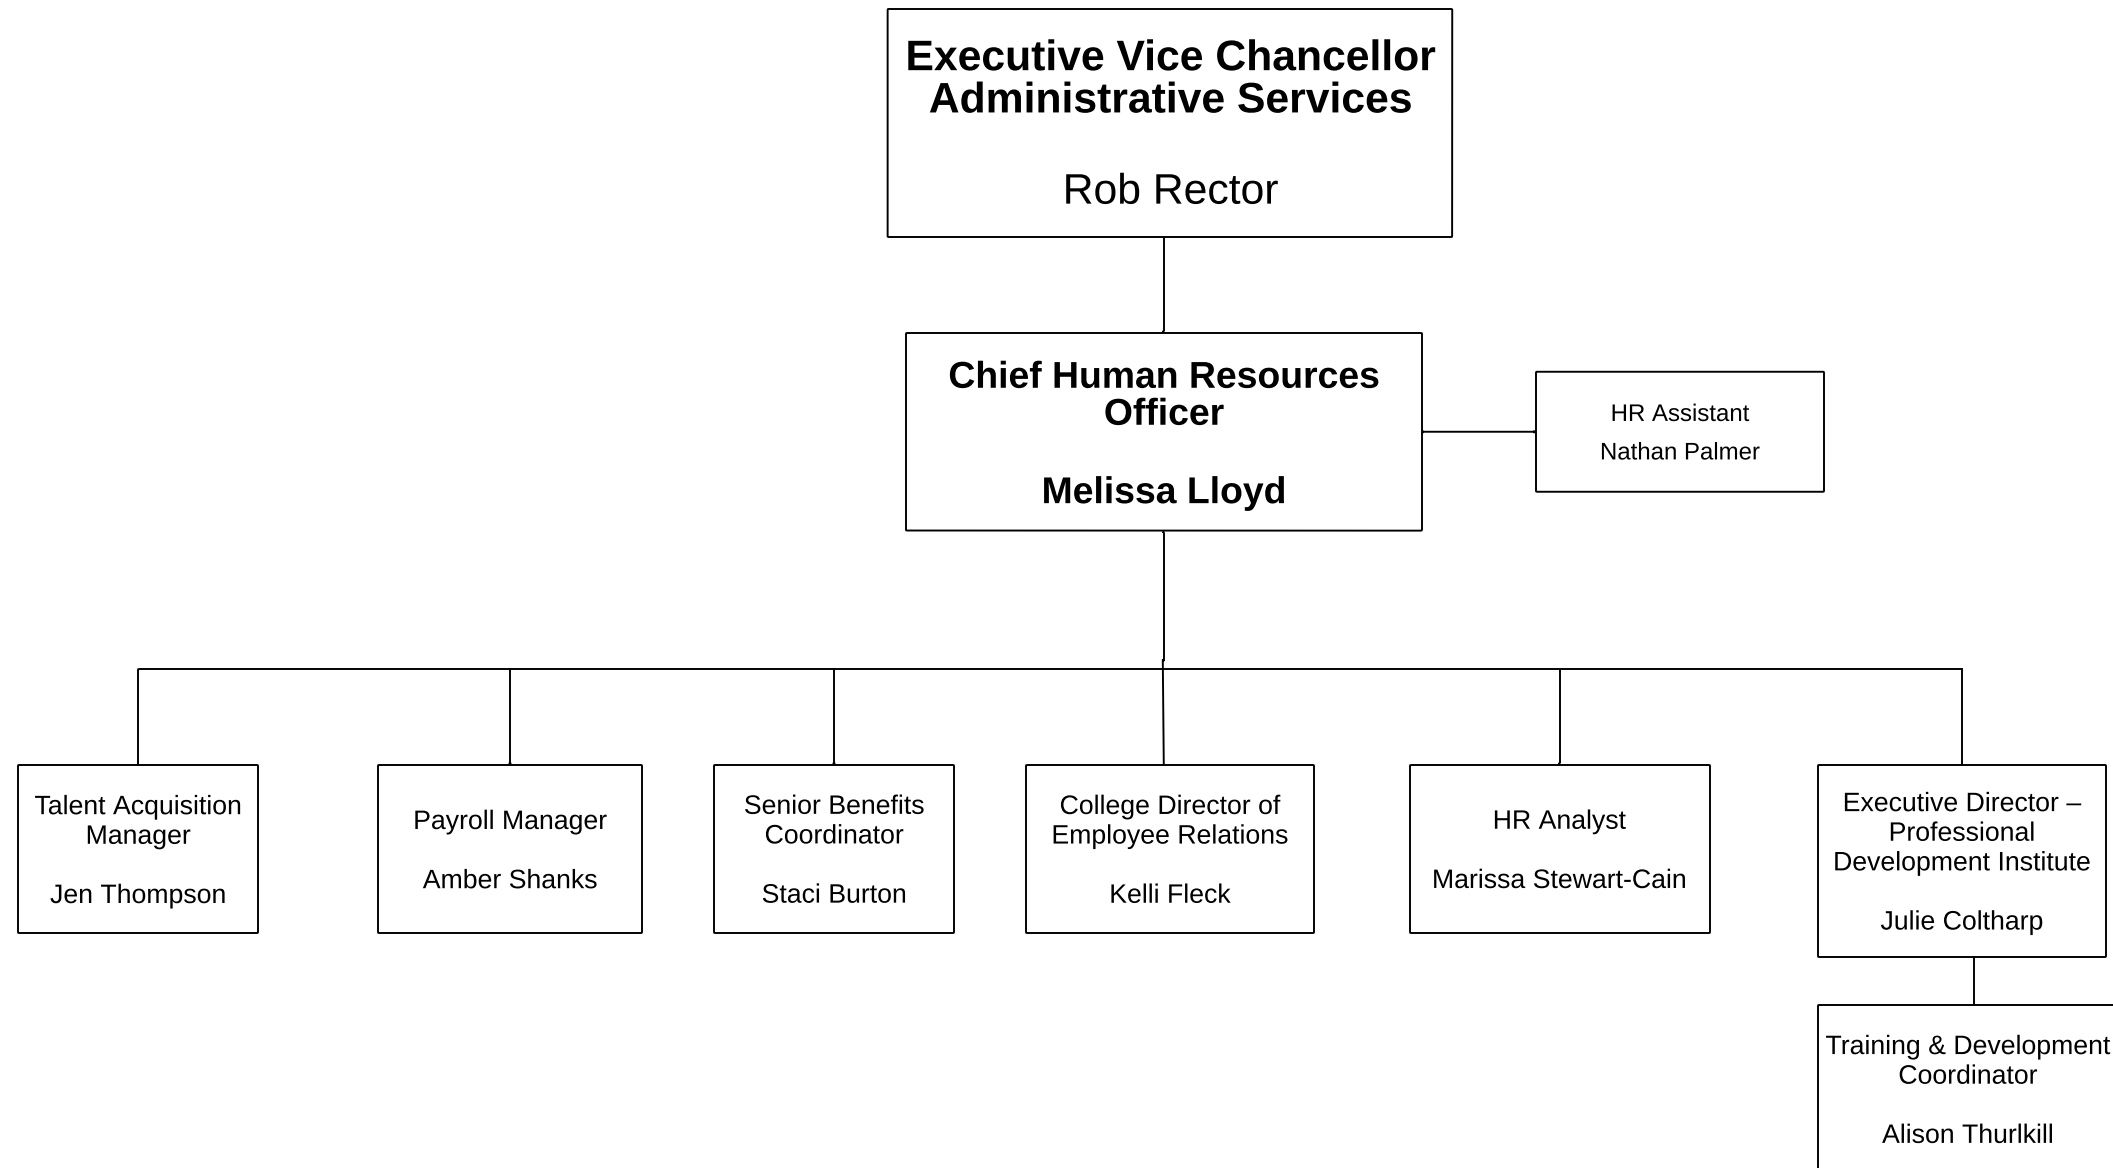 Executive Vice Chancellor
Administrative Services
Rob Rector
Chief Human Resources
Officer
Melissa Lloyd
HR Assistant
Nathan Palmer
Talent Acquisition
Manager
Jen Thompson
Payroll Manager
Amber Shanks
Senior Benefits
Coordinator
Staci Burton
College Director of
Employee Relations
Kelli Fleck
HR Analyst
Marissa Stewart-Cain
Executive Director –
Professional
Development Institute
Julie Coltharp
Training & Development
Coordinator
Alison Thurlkill